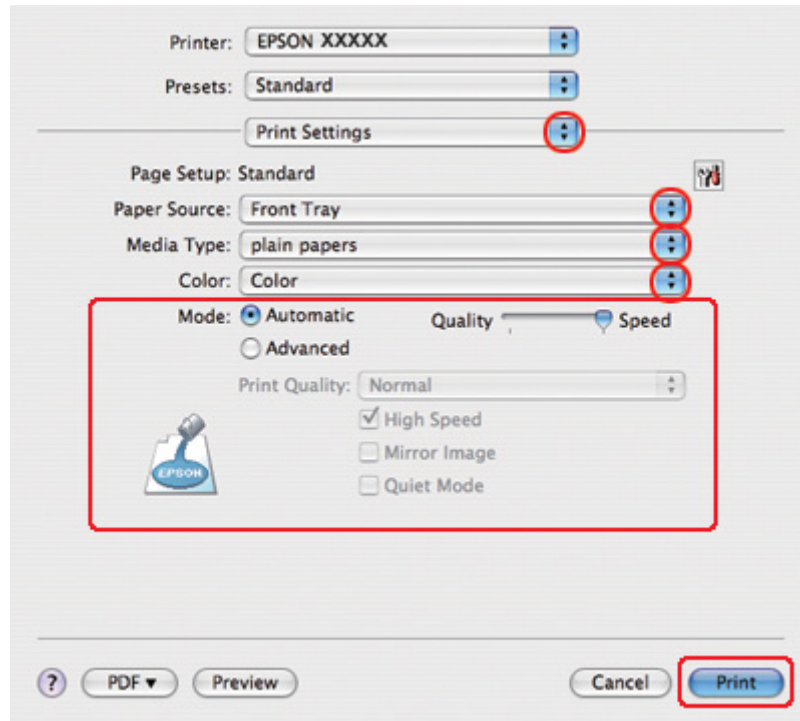 Printer: EPSON XXXXX
Presets: Standard
Print Settings
Page Setup: Standard
Paper Source: Front Tray
Media Type: plain papers
Color: Color
Mode: Automatic Quality Speed
Advanced
Print Quality: Normal
High Speed
Mirror Image
EPSON
Quiet Mode
? PDF ▼ Preview Cancel Print